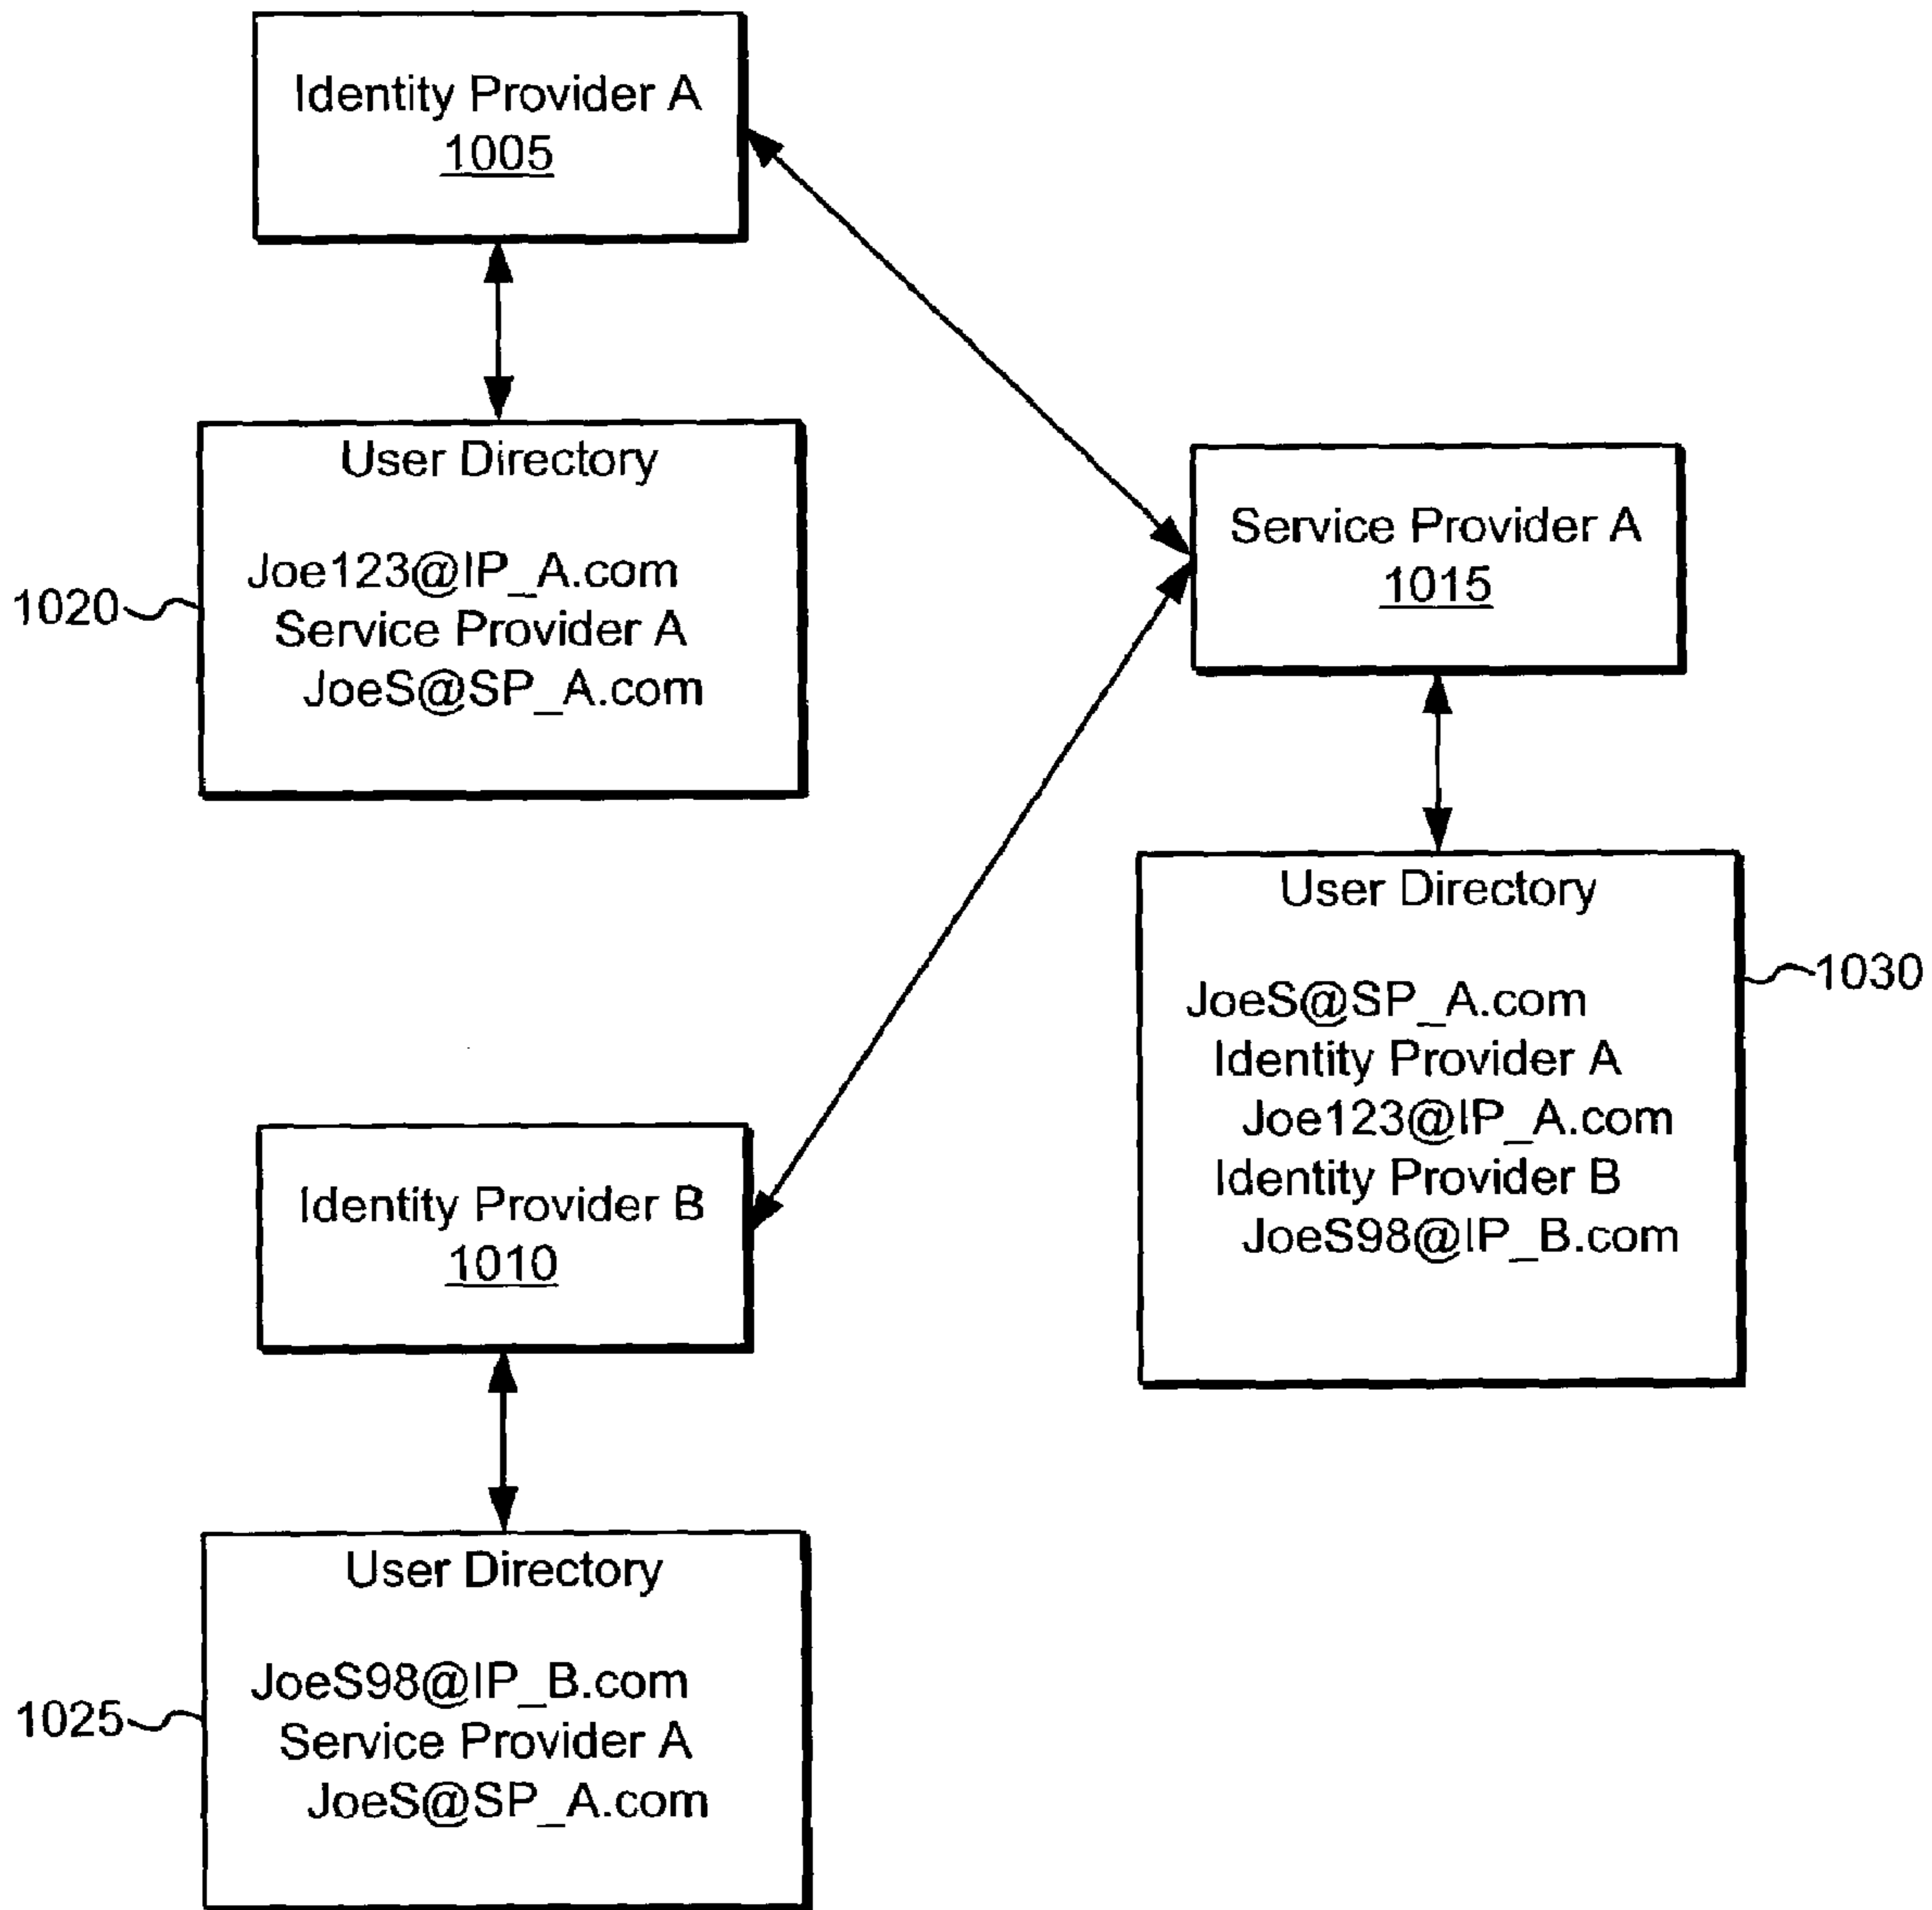 Identity Provider A
1005
User Directory
Joe123@IP_A.com
Service Provider A
JoeS@SP_A.com
1020
Service Provider A
1015
User Directory
JoeS@SP_A.com
Identity Provider A
Joe123@IP_A.com
Identity Provider B
JoeS98@IP_B.com
1030
Identity Provider B
1010
User Directory
JoeS98@IP_B.com
Service Provider A
JoeS@SP_A.com
1025